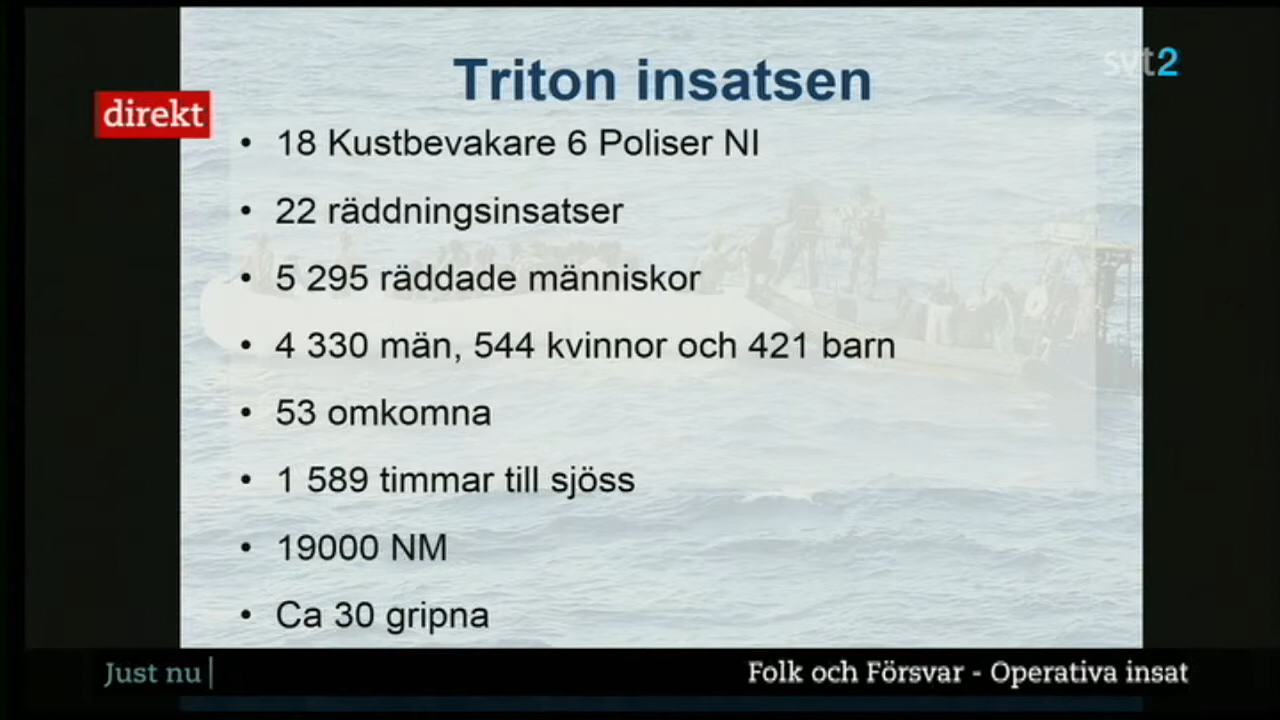 Triton insatsen
svt2
direkt
• 18 Kustbevakare 6 Poliser NI
• 22 räddningsinsatser
• 5 295 räddade människor
• 4 330 män, 544 kvinnor och 421 barn
• 53 omkomna
• 1 589 timmar till sjöss
• 19000 NM
• Ca 30 gripna
Just nu
Folk och Försvar - Operativa insat